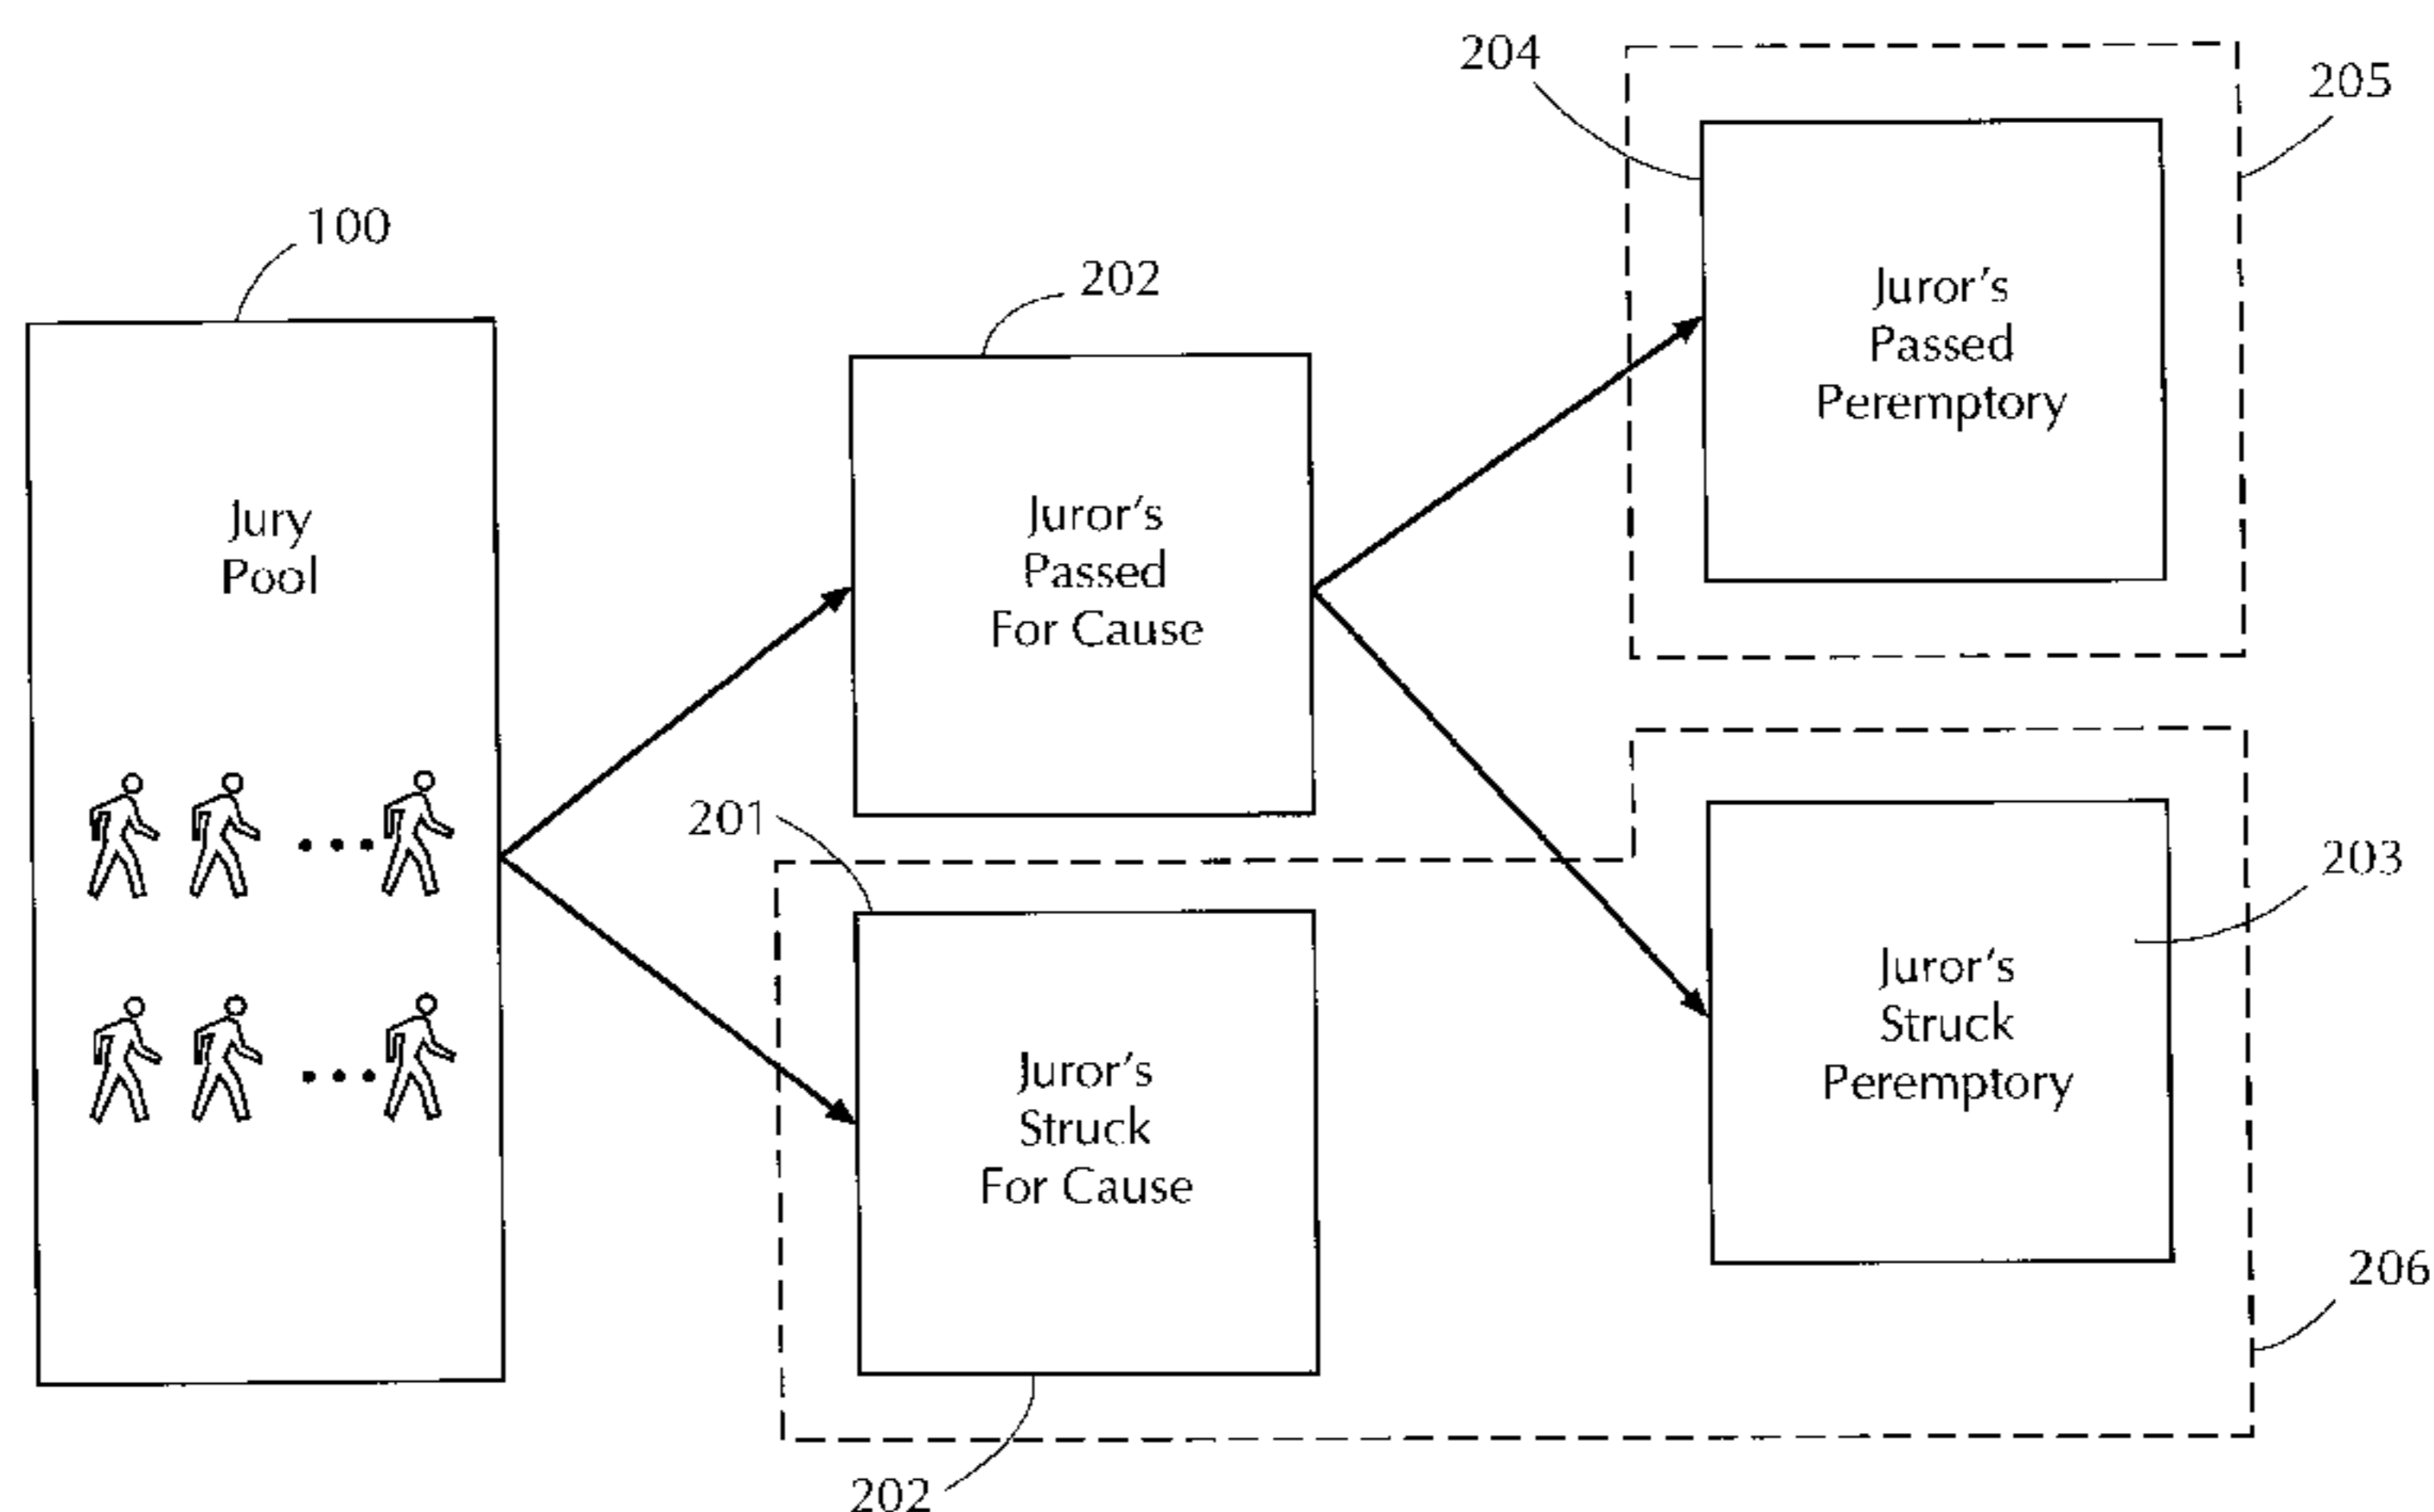 100
Jury
Pool
202
Juror's
Passed
For Cause
201
Juror's
Struck
For Cause
202
204
205
Juror's
Passed
Peremptory
203
Juror's
Struck
Peremptory
206